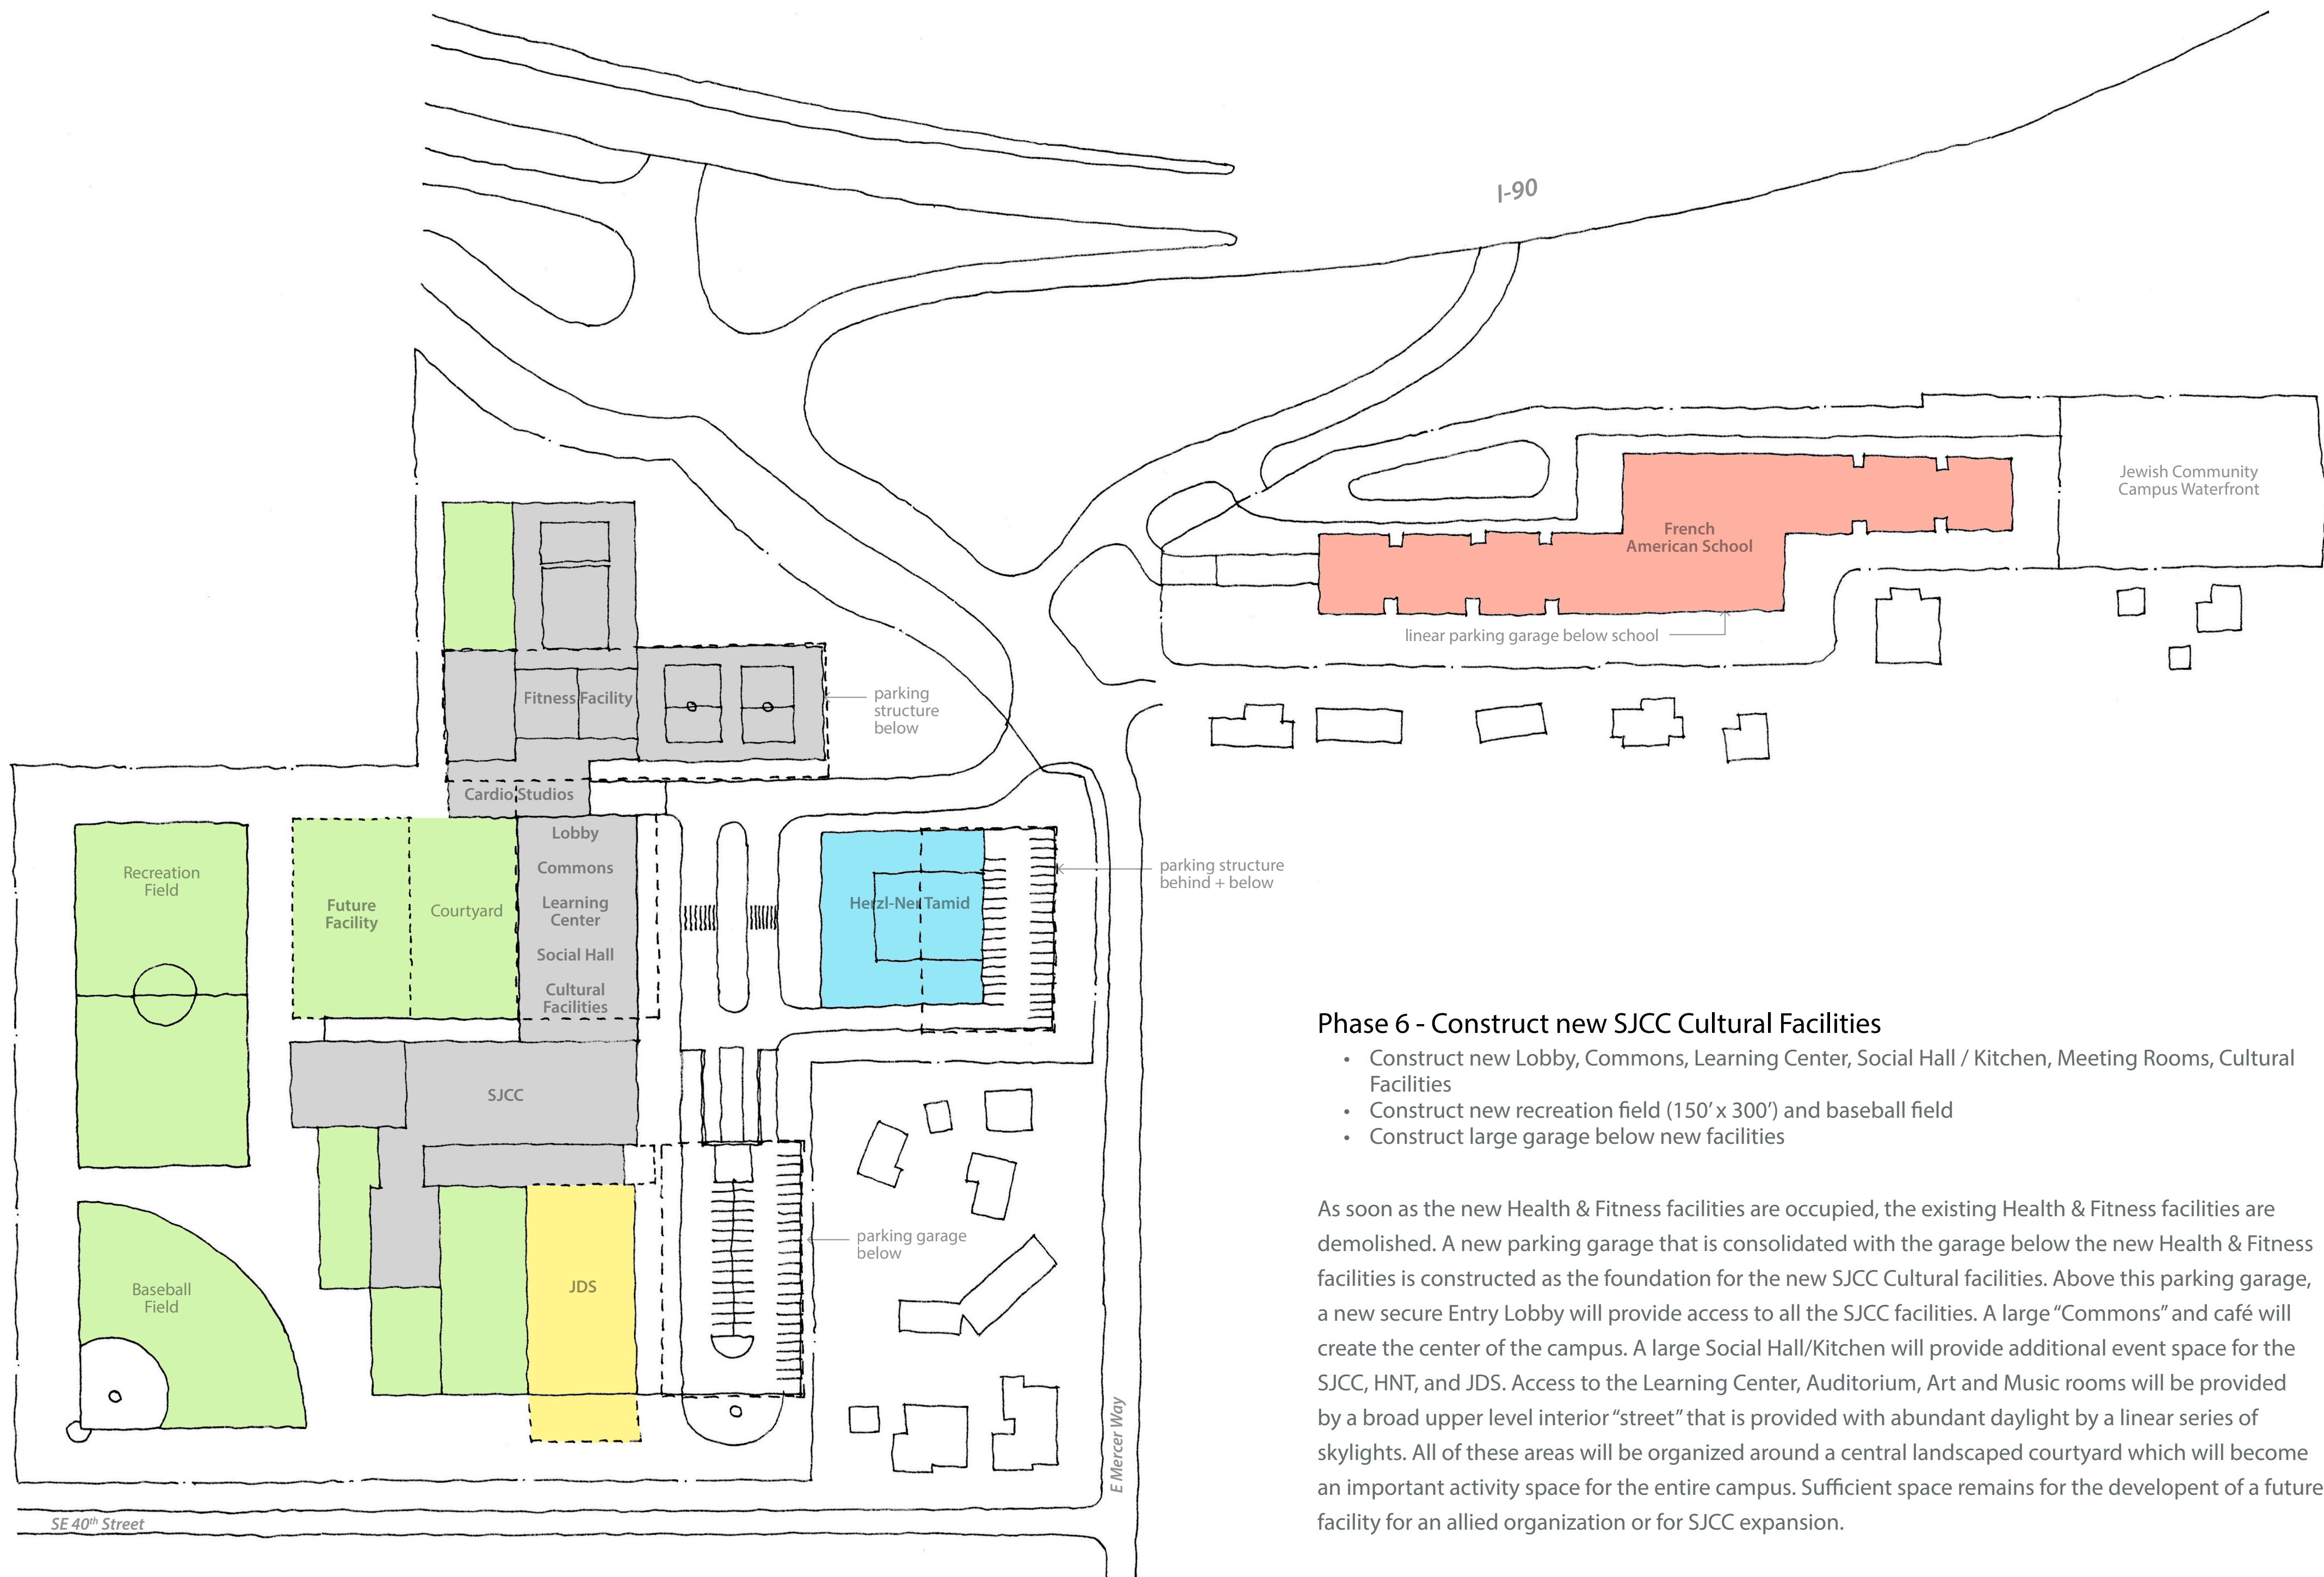 I-90
Jewish Community
Campus Waterfront
French
American School
linear parking garage below school
Fitness Facility
parking
structure
below
Cardio Studios
Lobby
Commons
Learning
Center
Social Hall
Cultural
Facilities
Recreation
Field
Future
Facility
Courtyard
Herzl-Ner Tamid
parking structure
behind + below
SJCC
parking garage
below
JDS
Baseball
Field
E Mercer Way
SE 40th Street
Phase 6 - Construct new SJCC Cultural Facilities
• Construct new Lobby, Commons, Learning Center, Social Hall / Kitchen, Meeting Rooms, Cultural
Facilities
• Construct new recreation field (150’ x 300’) and baseball field
• Construct large garage below new facilities
As soon as the new Health & Fitness facilities are occupied, the existing Health & Fitness facilities are
demolished. A new parking garage that is consolidated with the garage below the new Health & Fitness
facilities is constructed as the foundation for the new SJCC Cultural facilities. Above this parking garage,
a new secure Entry Lobby will provide access to all the SJCC facilities. A large “Commons” and café will
create the center of the campus. A large Social Hall/Kitchen will provide additional event space for the
SJCC, HNT, and JDS. Access to the Learning Center, Auditorium, Art and Music rooms will be provided
by a broad upper level interior “street” that is provided with abundant daylight by a linear series of
skylights. All of these areas will be organized around a central landscaped courtyard which will become
an important activity space for the entire campus. Sufficient space remains for the developent of a future
facility for an allied organization or for SJCC expansion.